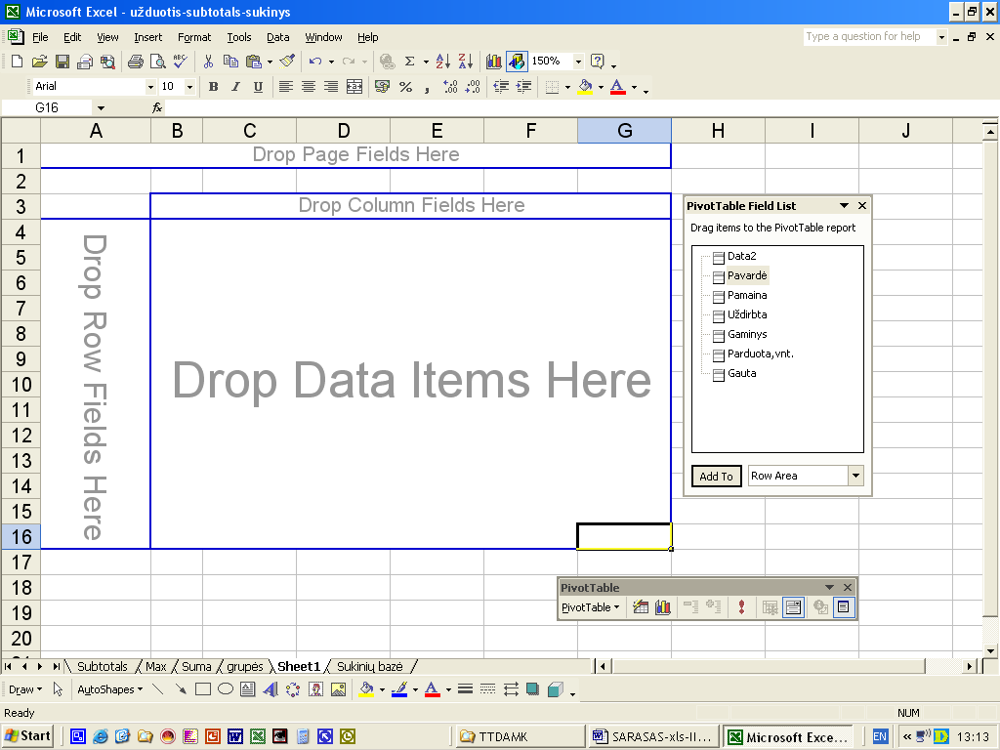 Microsoft Excel - užduotis-subtotals-sukinys
File Edit View Insert Format Tools Data Window Help
Type a question for help
150%
Arial 10 B I U
G16 fx
A B C D E F G H I J
1 Drop Page Fields Here
2
3 Drop Column Fields Here
4
5
6
7
8
9
10
11
12
13
14
15
16
17
18
19
20
21
Drop Row Fields Here
Drop Data Items Here
PivotTable Field List
Drag items to the PivotTable report
Data2
Pavardė
Pamaina
Uždirbta
Gaminys
Parduota,vnt.
Gauta
Add To Row Area
PivotTable
PivotTable
Subtotals Max Suma grupės Sheet1 Sukinių bazė
Draw AutoShapes
Ready NUM
Start TTDAMK SARASAS-xls-II... Microsoft Exce... EN 13:13